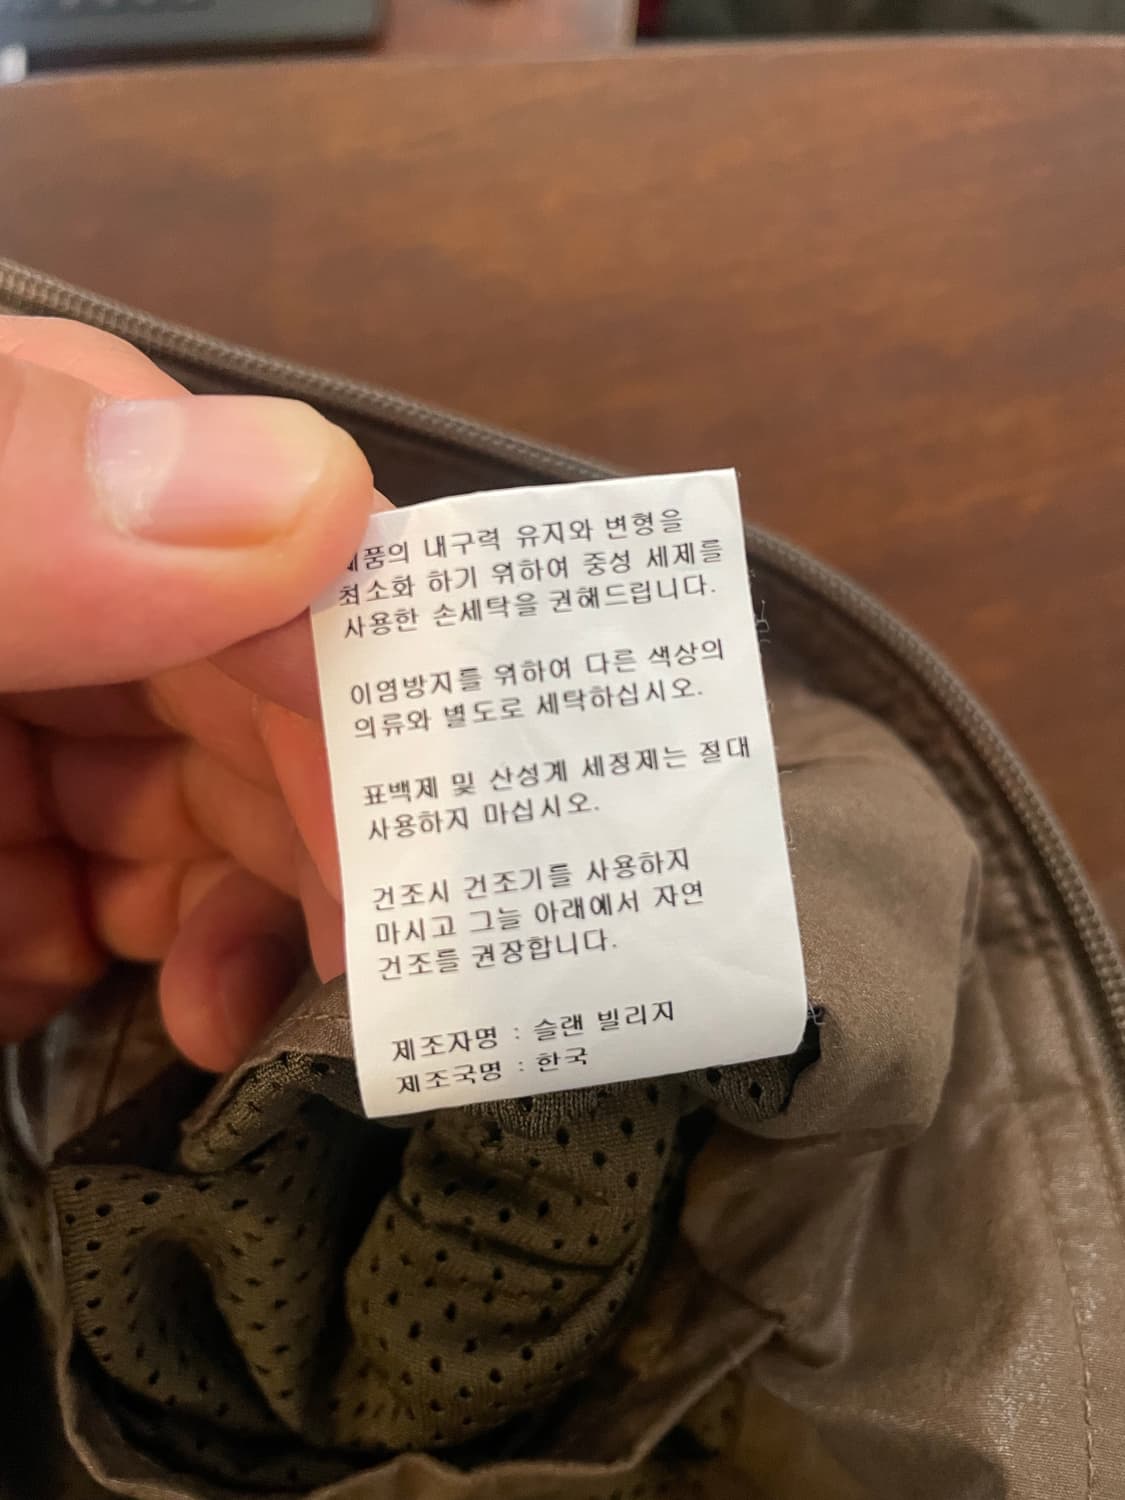 제품의 내구력 유지와 변형을
최소화 하기 위하여 중성 세제를
사용한 손세탁을 권해드립니다.
이염방지를 위하여 다른 색상의
의류와 별도로 세탁하십시오.
표백제 및 산성계 세정제는 절대
사용하지 마십시오.
건조시 건조기를 사용하지
마시고 그늘 아래에서 자연
건조를 권장합니다.
제조자명 : 슬랜 빌리지
제조국명 : 한국